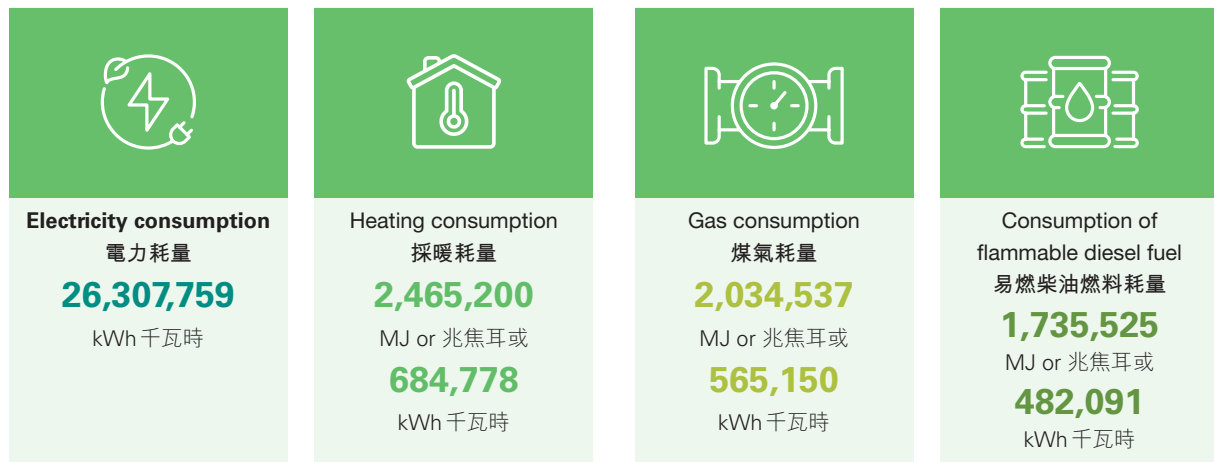 Electricity consumption
電力耗量
26,307,759
kWh 千瓦時
Heating consumption
採暖耗量
2,465,200
MJ or 兆焦耳或
684,778
kWh 千瓦時
Gas consumption
煤氣耗量
2,034,537
MJ or 兆焦耳或
565,150
kWh 千瓦時
Consumption of
flammable diesel fuel
易燃柴油燃料耗量
1,735,525
MJ or 兆焦耳或
482,091
kWh 千瓦時